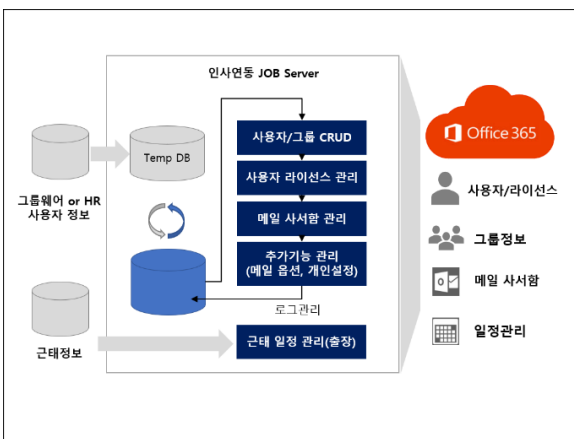 인사연동 JOB Server
그룹웨어 or HR
사용자 정보
Temp DB
사용자/그룹 CRUD
사용자 라이선스 관리
메일 사서함 관리
추가기능 관리
(메일 옵션, 개인설정)
로그관리
근태정보
근태 일정 관리(출장)
Office 365
사용자/라이선스
그룹정보
메일 사서함
일정관리